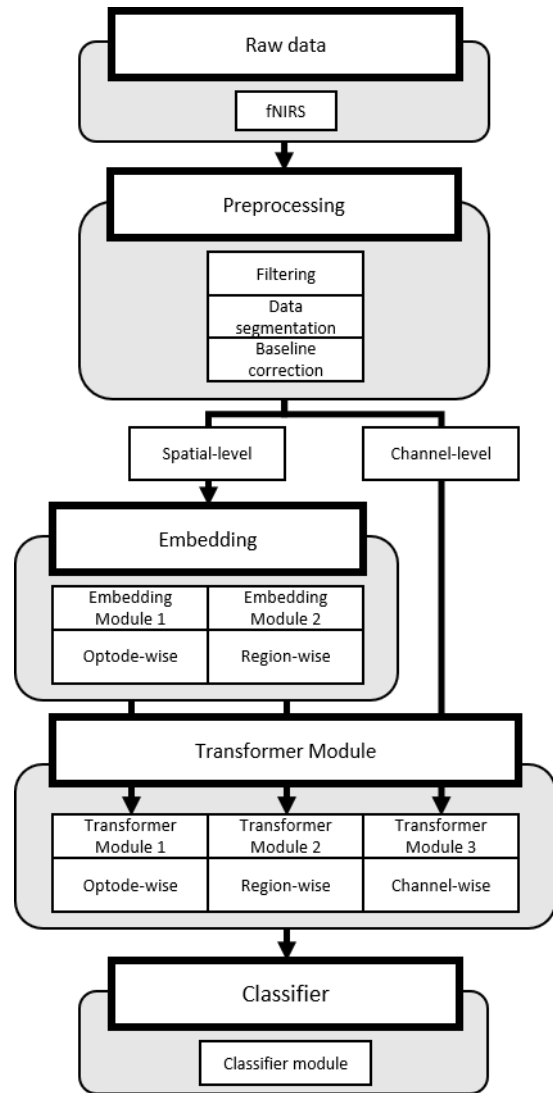 Raw data
fNIRS
Preprocessing
Filtering
Data
segmentation
Baseline
correction
Spatial-level
Channel-level
Embedding
Embedding
Module 1
Embedding
Module 2
Optode-wise
Region-wise
Transformer Module
Transformer
Module 1
Transformer
Module 2
Transformer
Module 3
Optode-wise
Region-wise
Channel-wise
Classifier
Classifier module